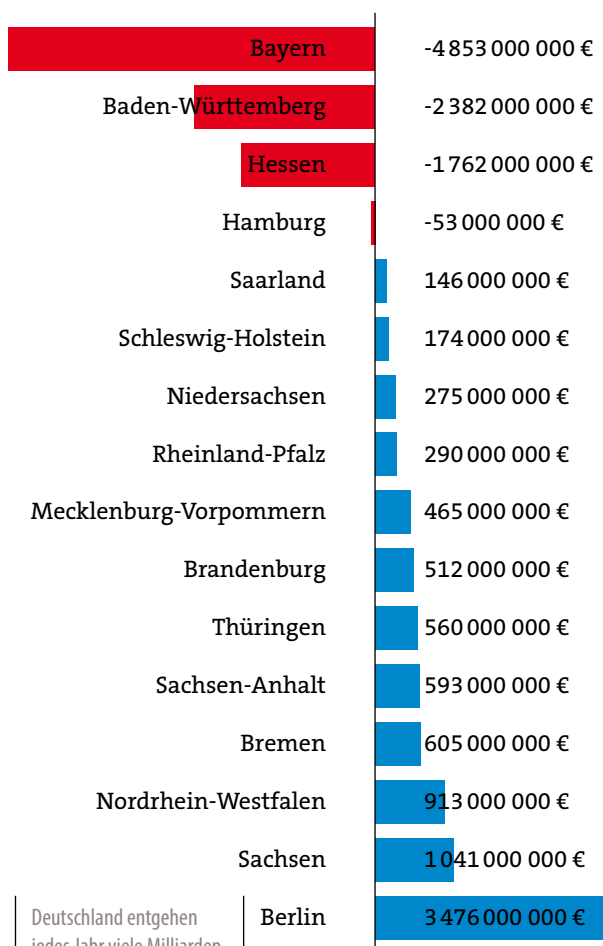 Bayern -4 853 000 000 €
Baden-Württemberg -2 382 000 000 €
Hessen -1 762 000 000 €
Hamburg -53 000 000 €
Saarland 146 000 000 €
Schleswig-Holstein 174 000 000 €
Niedersachsen 275 000 000 €
Rheinland-Pfalz 290 000 000 €
Mecklenburg-Vorpommern 465 000 000 €
Brandenburg 512 000 000 €
Thüringen 560 000 000 €
Sachsen-Anhalt 593 000 000 €
Bremen 605 000 000 €
Nordrhein-Westfalen 913 000 000 €
Sachsen 1 041 000 000 €
Berlin 3 476 000 000 €
Deutschland entgehen
jedes Jahr viele Milliarden